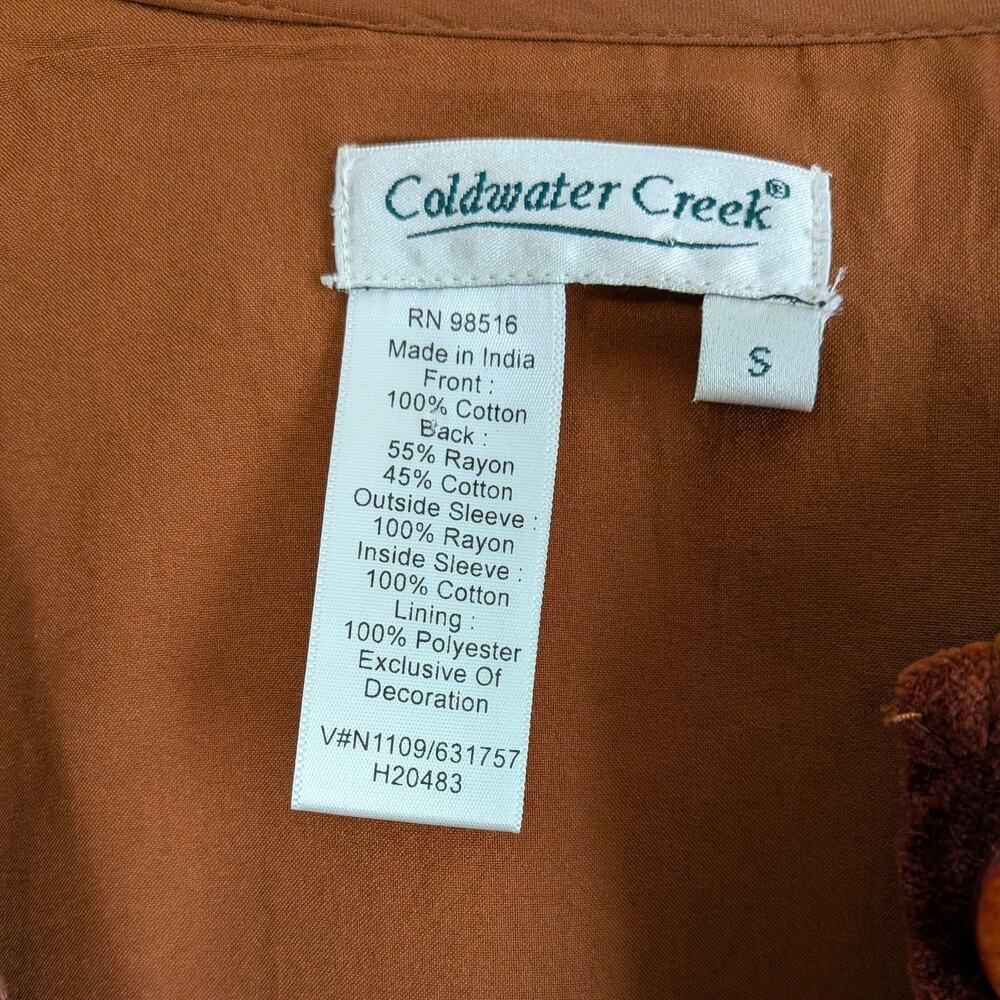 Coldwater Creek®
S
RN 98516
Made in India
Front :
100% Cotton
Back :
55% Rayon
45% Cotton
Outside Sleeve :
100% Rayon
Inside Sleeve :
100% Cotton
Lining :
100% Polyester
Exclusive Of
Decoration
V#N1109/631757
H20483